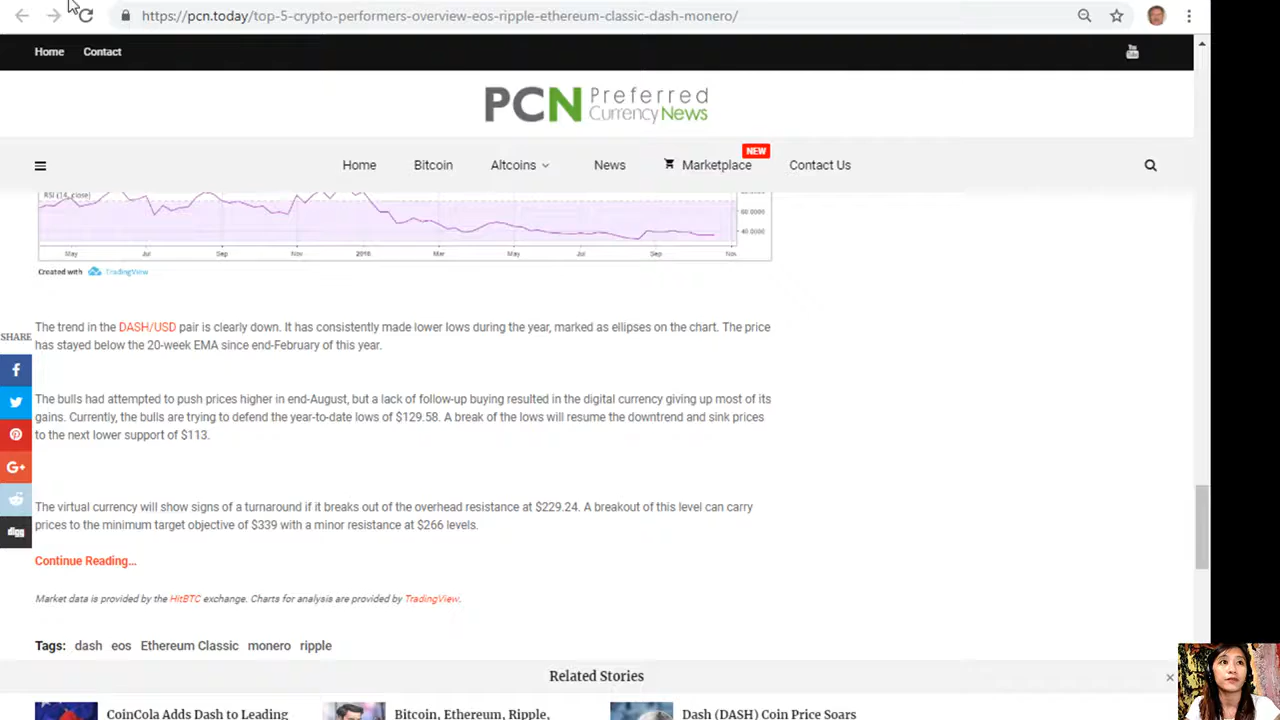 https://pcn.today/top-5-crypto-performers-overview-eos-ripple-ethereum-classic-dash-monero/
Home Contact
You Tube
PCN Preferred Currency News
NEW
Home Bitcoin Altcoins News Marketplace Contact Us
RSI (14, close)
60.0000
40.0000
May Jul Sep Nov 2018 Mar May Jul Sep Nov
Created with TradingView
The trend in the DASH/USD pair is clearly down. It has consistently made lower lows during the year, marked as ellipses on the chart. The price
has stayed below the 20-week EMA since end-February of this year.
SHARE
The bulls had attempted to push prices higher in end-August, but a lack of follow-up buying resulted in the digital currency giving up most of its
gains. Currently, the bulls are trying to defend the year-to-date lows of $129.58. A break of the lows will resume the downtrend and sink prices
to the next lower support of $113.
G+
digg
The virtual currency will show signs of a turnaround if it breaks out of the overhead resistance at $229.24. A breakout of this level can carry
prices to the minimum target objective of $339 with a minor resistance at $266 levels.
Continue Reading...
Market data is provided by the HitBTC exchange. Charts for analysis are provided by TradingView.
Tags: dash eos Ethereum Classic monero ripple
Related Stories
CoinCola Adds Dash to Leading
Bitcoin, Ethereum, Ripple,
Dash (DASH) Coin Price Soars